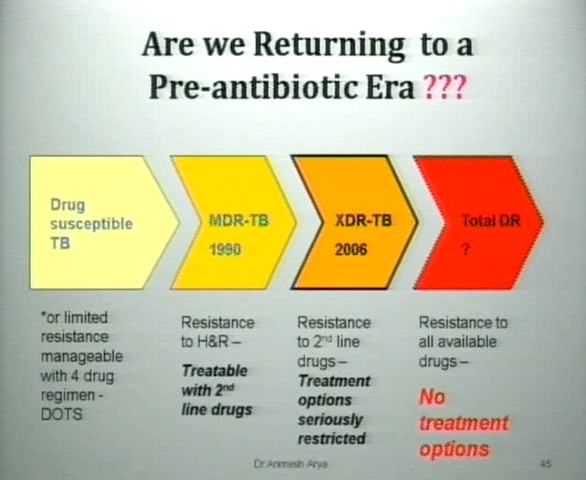 Are we Returning to a
Pre-antibiotic Era ???
Drug
susceptible
TB
MDR-TB
1990
XDR-TB
2006
Total DR
?
*or limited
resistance
manageable
with 4 drug
regimen -
DOTS
Resistance
to H&R –
Treatable
with 2nd
line drugs
Resistance
to 2nd line
drugs –
Treatment
options
seriously
restricted
Resistance to
all available
drugs –
No
treatment
options
Dr.Animesh Arya
45